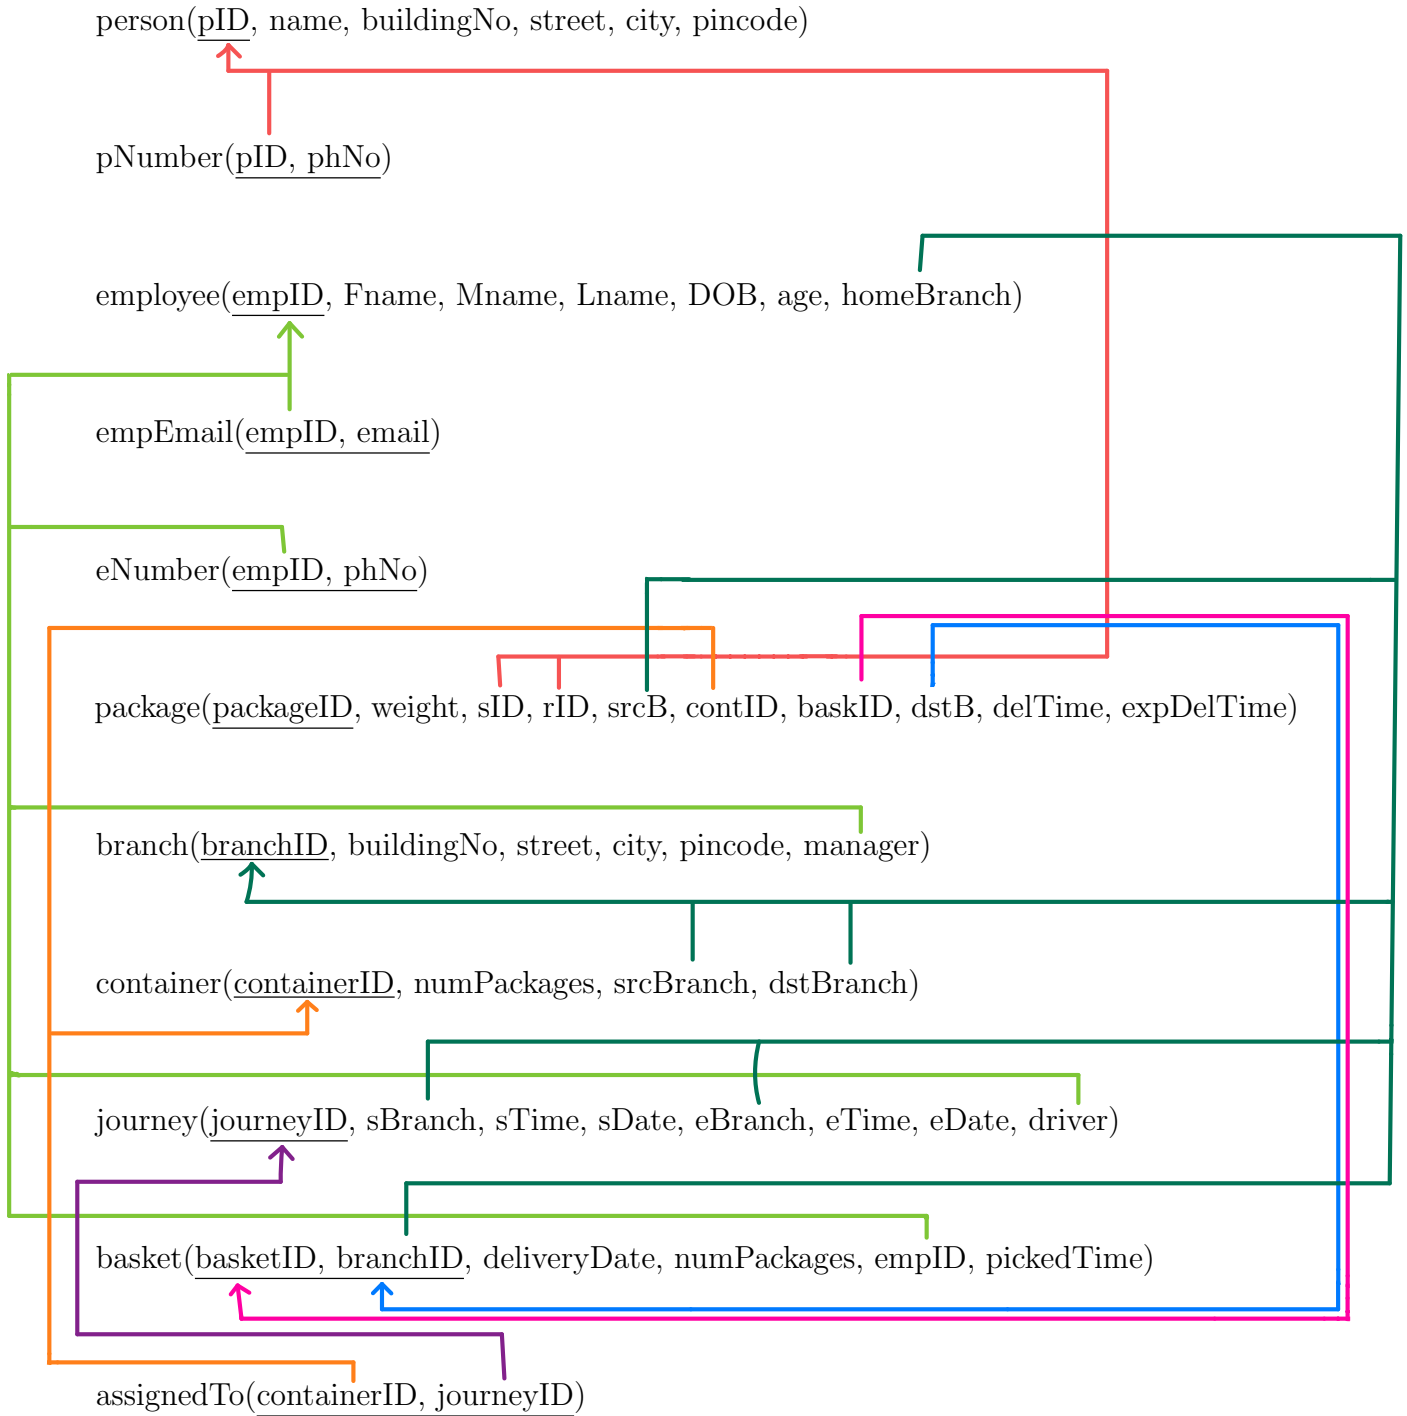 person(pID, name, buildingNo, street, city, pincode)
pNumber(pID, phNo)
employee(empID, Fname, Mname, Lname, DOB, age, homeBranch)
empEmail(empID, email)
eNumber(empID, phNo)
package(packageID, weight, sID, rID, srcB, contID, baskID, dstB, delTime, expDelTime)
branch(branchID, buildingNo, street, city, pincode, manager)
container(containerID, numPackages, srcBranch, dstBranch)
journey(journeyID, sBranch, sTime, sDate, eBranch, eTime, eDate, driver)
basket(basketID, branchID, deliveryDate, numPackages, empID, pickedTime)
assignedTo(containerID, journeyID)